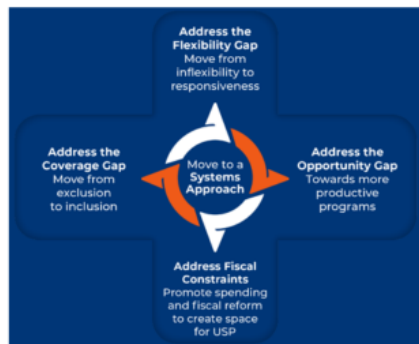 Address the
Flexibility Gap
Move from
inflexibility to
responsiveness
Address the
Coverage Gap
Move from
exclusion
to inclusion
Move to a
Systems
Approach
Address the
Opportunity Gap
Towards more
productive
programs
Address Fiscal
Constraints
Promote spending
and fiscal reform
to create space
for USP